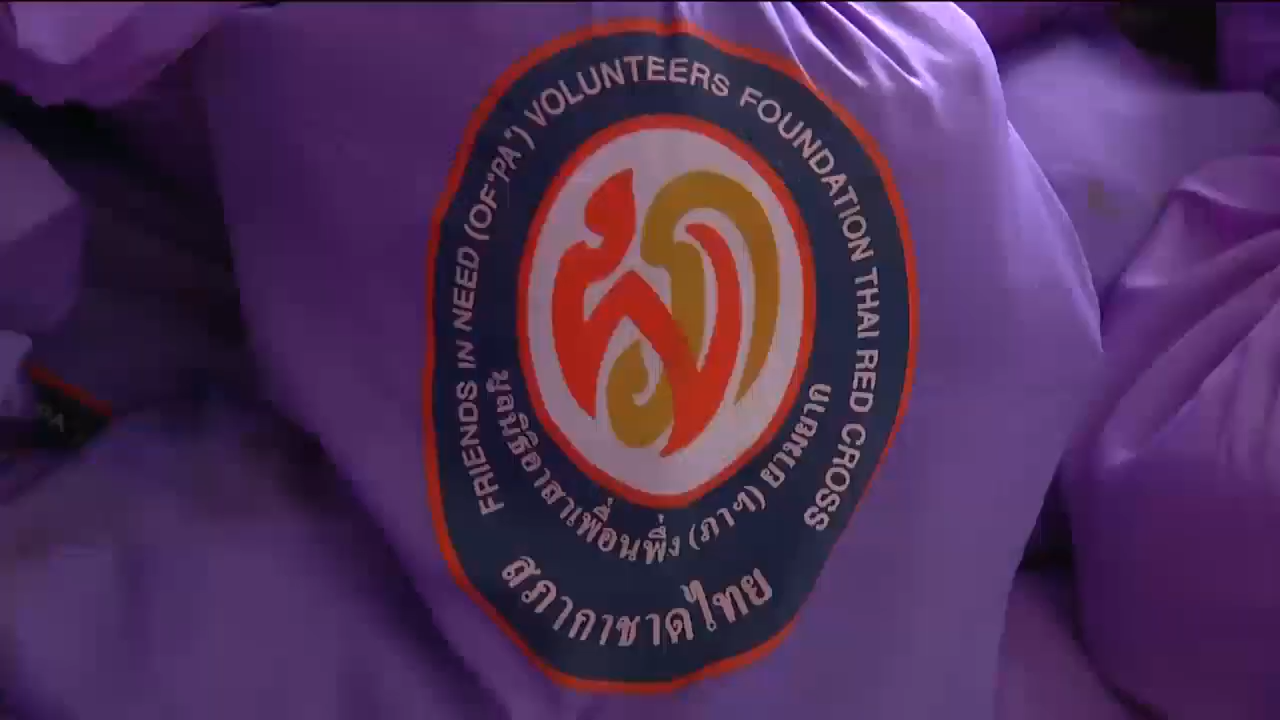 FRIENDS IN NEED (OF "PA") VOLUNTEERS FOUNDATION THAI RED CROSS
มูลนิธิอาสาเพื่อนพึ่ง (ภาฯ) ยามยาก
สภากาชาดไทย